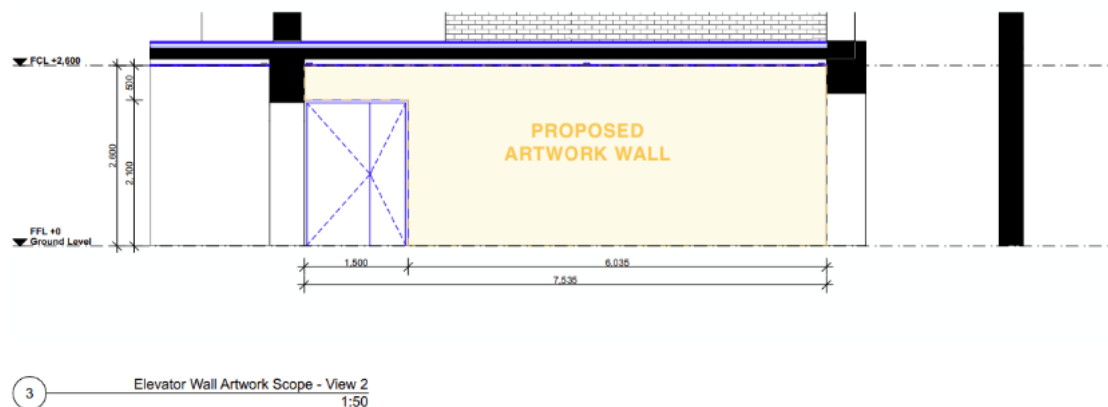 FCL +2,600
500
2,600
2,100
PROPOSED
ARTWORK WALL
FFL +0
Ground Level
1,500
6,035
7,535
3
Elevator Wall Artwork Scope - View 2
1:50